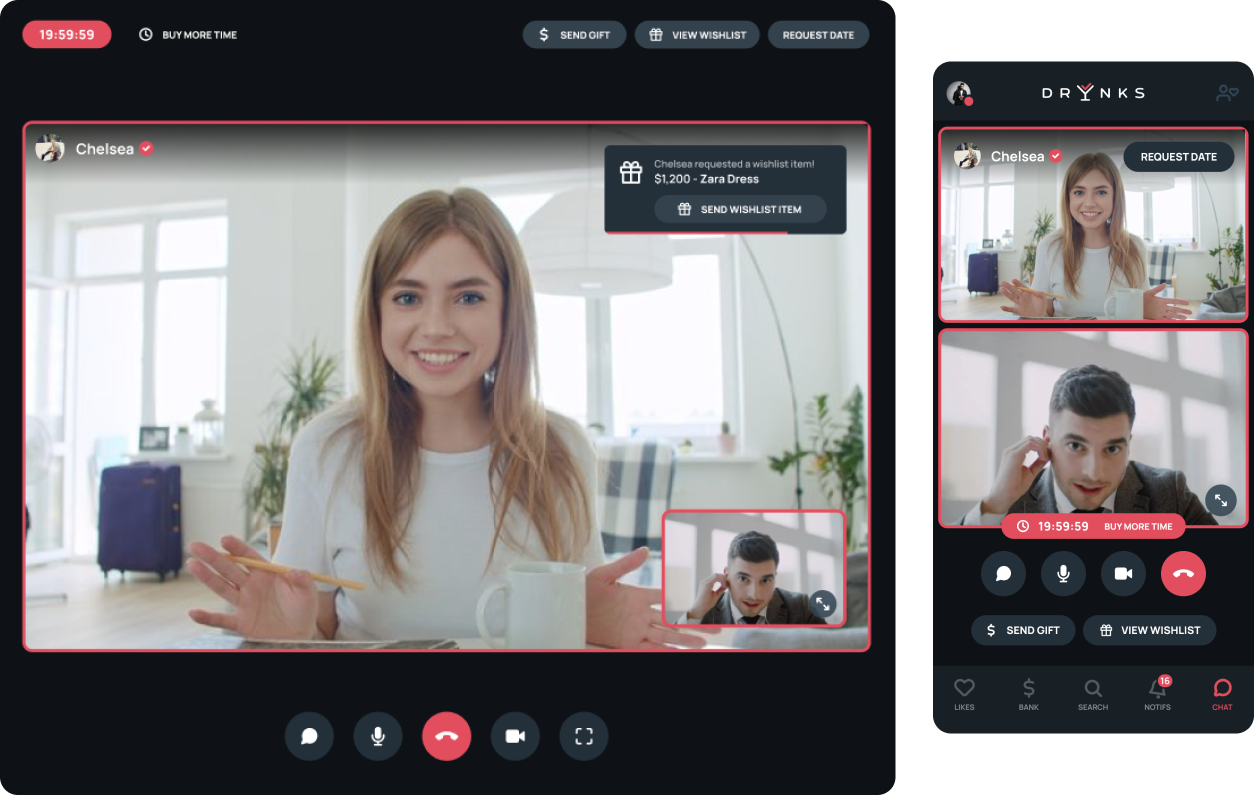 19:59:59
BUY MORE TIME
SEND GIFT
VIEW WISHLIST
REQUEST DATE
Chelsea
Chelsea requested a wishlist item!
$1,200 - Zara Dress
SEND WISHLIST ITEM
DRYNKS
Chelsea
REQUEST DATE
19:59:59
BUY MORE TIME
SEND GIFT
VIEW WISHLIST
16
LIKES
BANK
SEARCH
NOTIFS
CHAT